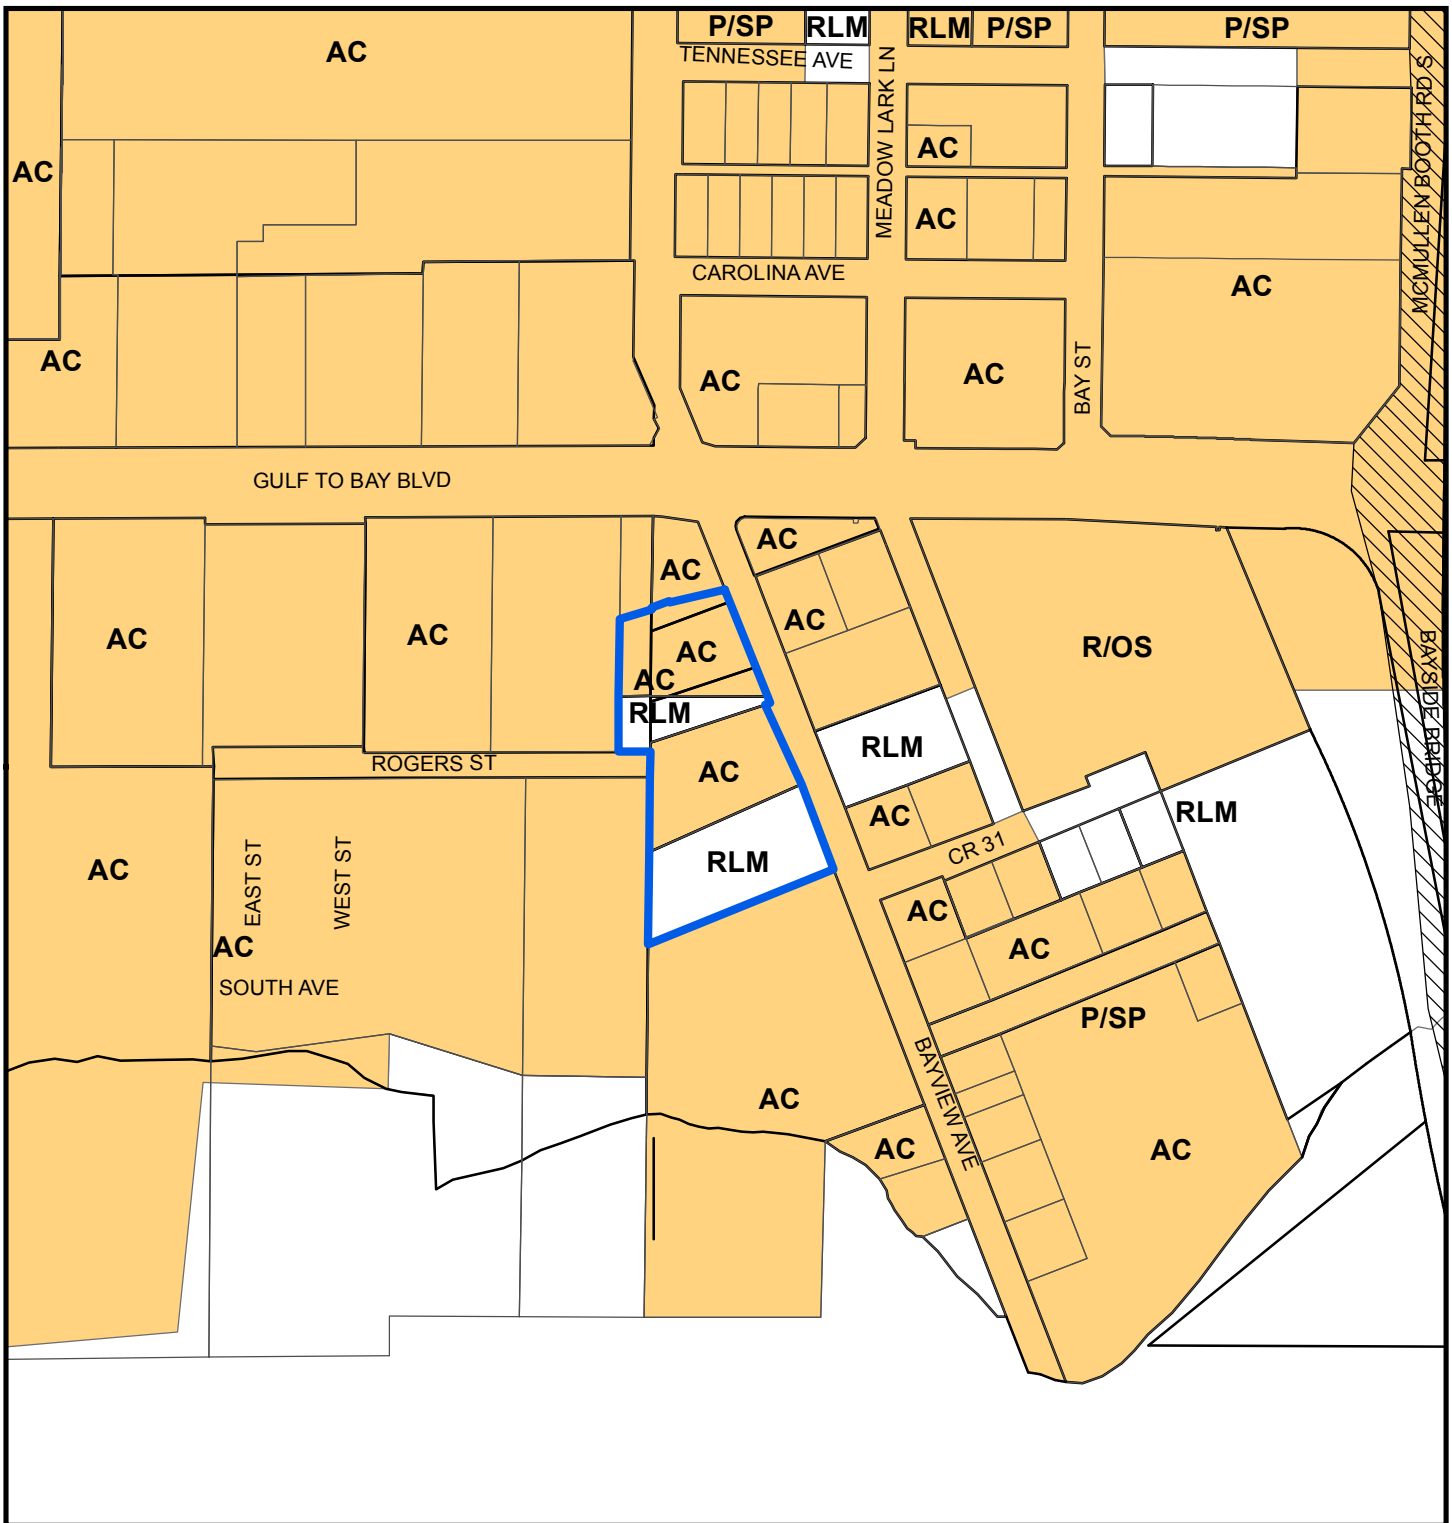 P/SP
RLM
RLM
P/SP
P/SP
AC
TENNESSEE AVE
MEADOW LARK LN
MCMULLEN BOOTH RD S
AC
AC
AC
CAROLINA AVE
AC
AC
AC
AC
AC
BAY ST
GULF TO BAY BLVD
AC
AC
AC
AC
AC
AC
AC
R/OS
BAYSIDE BRIDGE
RLM
RLM
ROGERS ST
AC
AC
RLM
CR 31
RLM
AC
EAST ST
WEST ST
AC
AC
AC
SOUTH AVE
P/SP
BAYVIEW AVE
AC
AC
AC